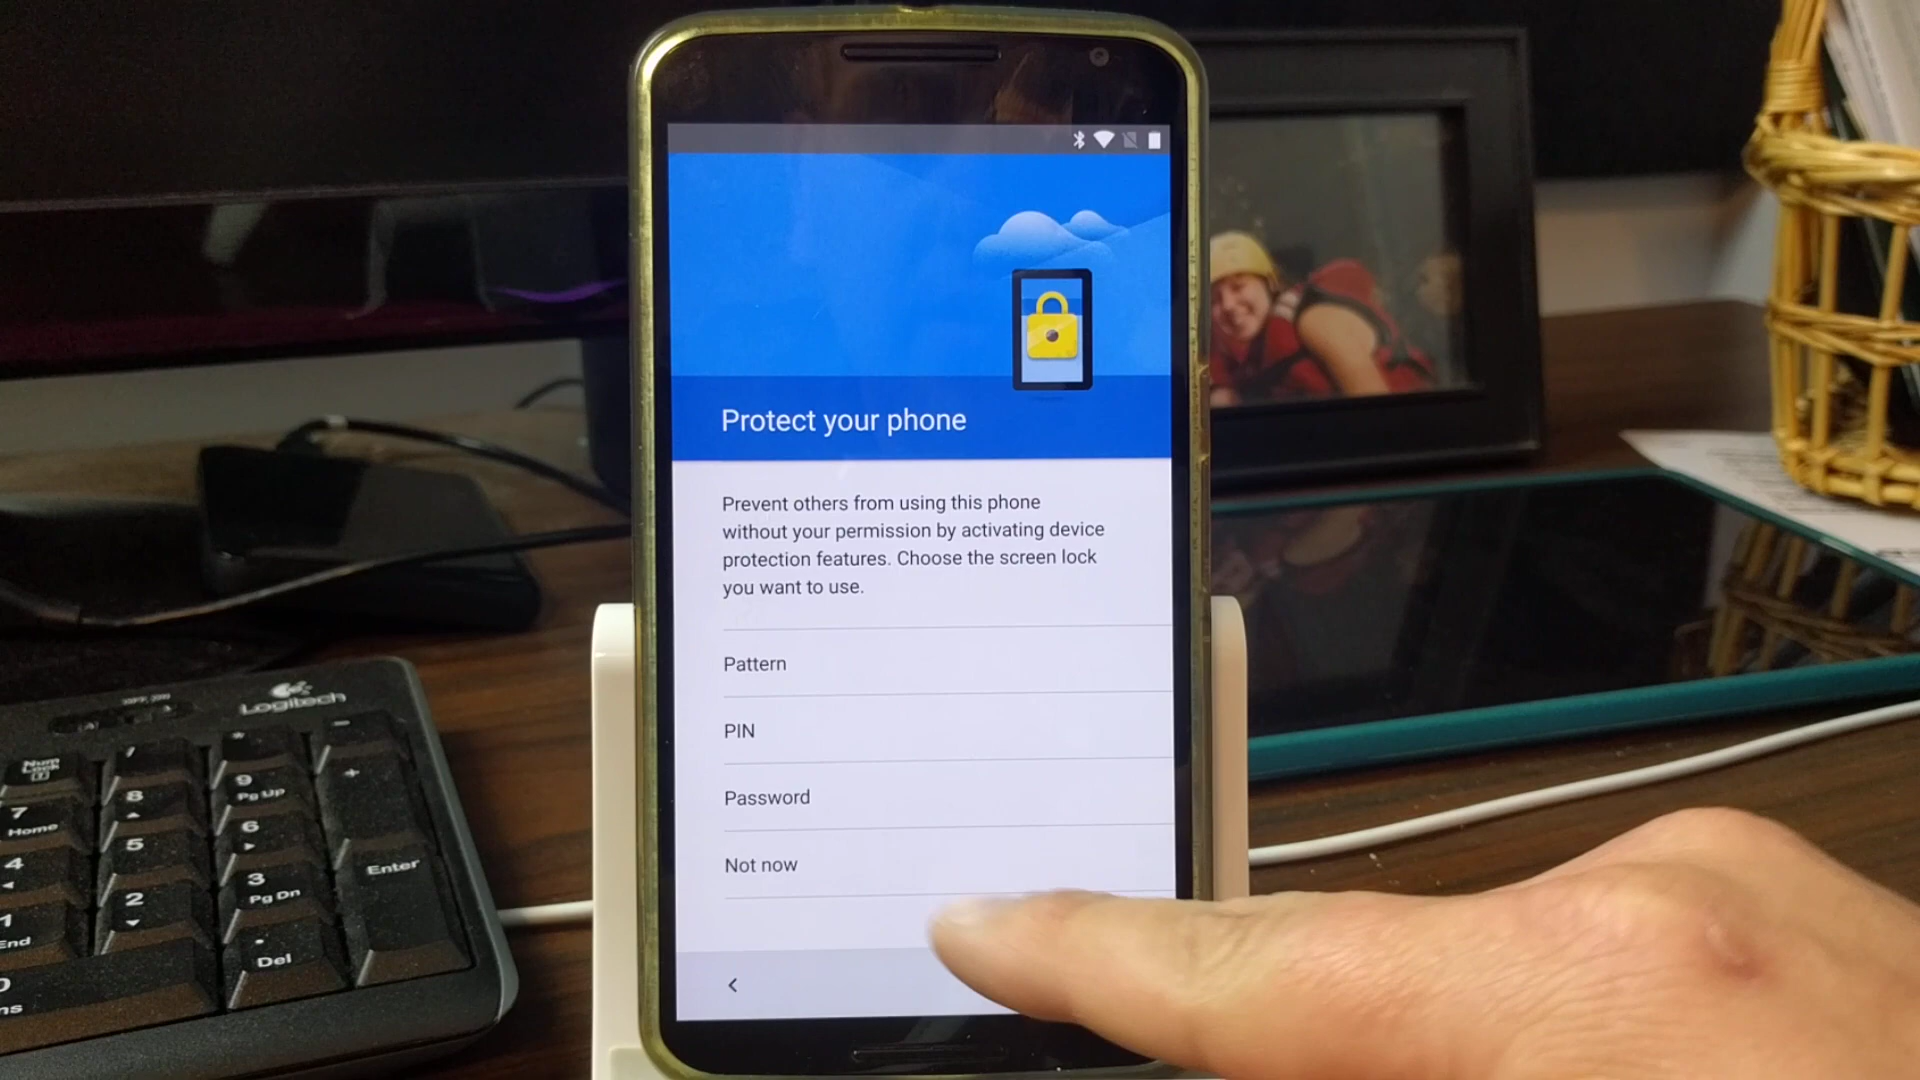 Protect your phone
Prevent others from using this phone
without your permission by activating device
protection features. Choose the screen lock
you want to use.
Pattern
PIN
Password
Not now
Logitech
Num
Lock
/
*
-
7
Home
8
9
Pg Up
+
4
5
6
1
End
2
3
Pg Dn
Enter
0
.
Del